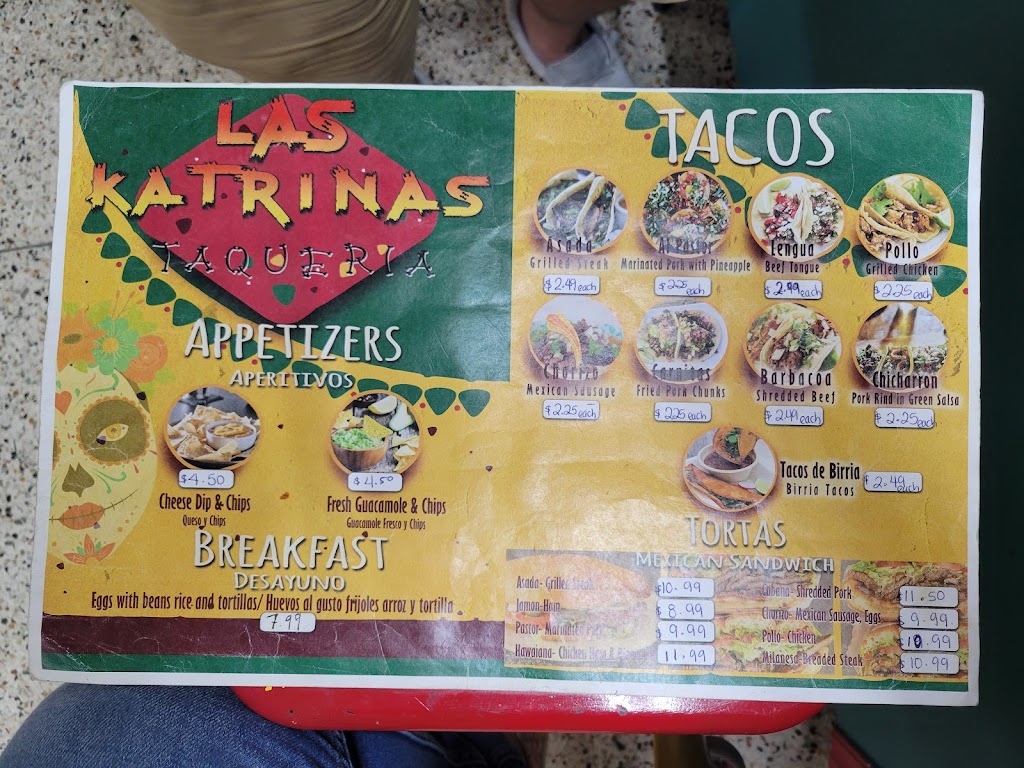 LAS
KATRINAS
TAQUERIA
APPETIZERS
APERITIVOS
$4.50
Cheese Dip & Chips
Queso y Chips
$4.50
Fresh Guacamole & Chips
Guacamole Fresco y Chips
BREAKFAST
DESAYUNO
Eggs with beans rice and tortillas/ Huevos al gusto frijoles arroz y tortilla
7.99
TACOS
Asada
Grilled Steak
$2.49 each
Al Pastor
Marinated Pork with Pineapple
$2.25 each
Lengua
Beef Tongue
$2.99 each
Pollo
Grilled Chicken
$2.25 each
Chorizo
Mexican Sausage
$2.25 each
Carnitas
Fried Pork Chunks
$2.25 each
Barbacoa
Shredded Beef
$2.49 each
Chicharron
Pork Rind in Green Salsa
$2.25 each
Tacos de Birria
Birria Tacos
$2.49 each
TORTAS
MEXICAN SANDWICH
Asada- Grilled Steak $10.99
Jamon-Ham $8.99
Pastor- Marinated Pork $9.99
Hawaiana- Chicken Ham & 11.99
Cubana- Shredded Pork $11.50
Chorizo- Mexican Sausage, Eggs $9.99
Pollo- Chicken $10.99
Milanesa-Breaded Steak $10.99